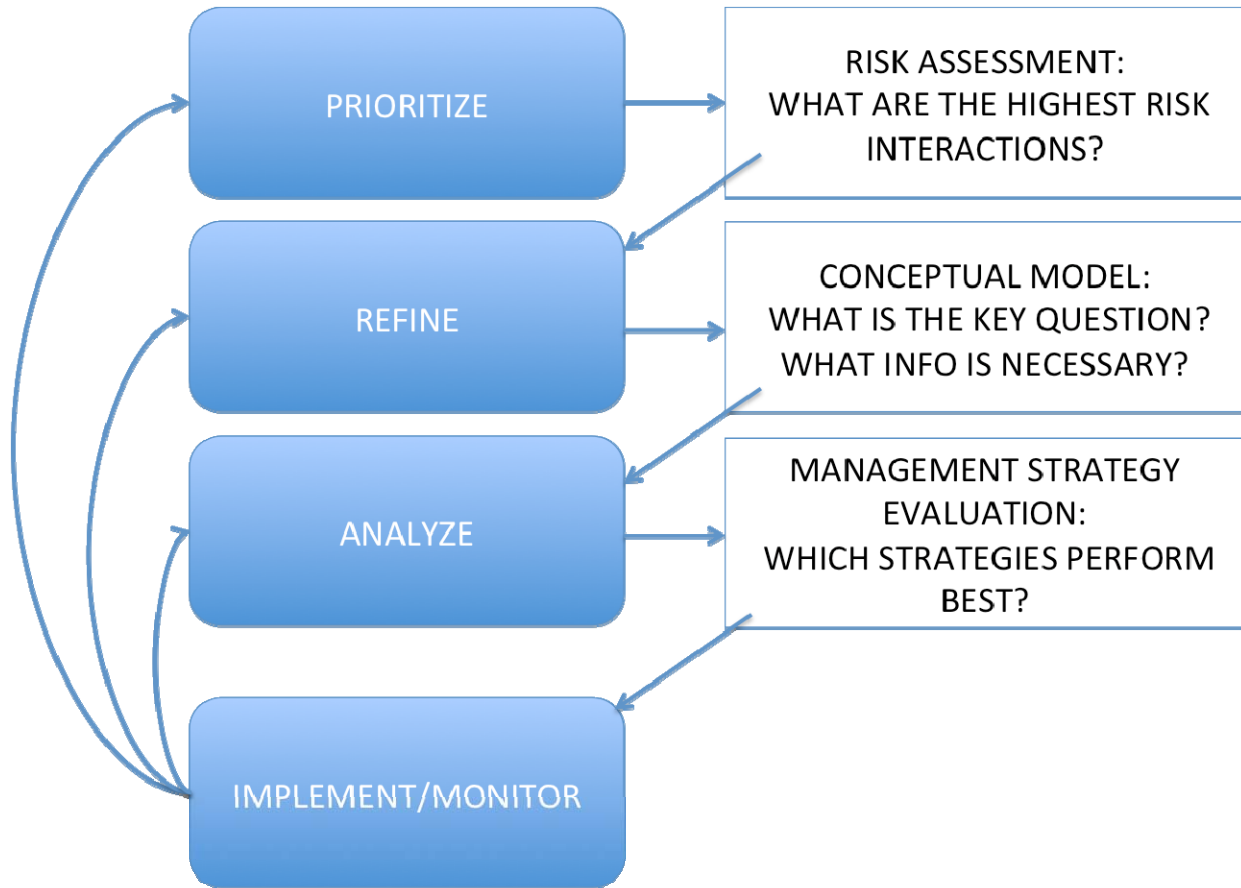 PRIORITIZE
RISK ASSESSMENT:
WHAT ARE THE HIGHEST RISK
INTERACTIONS?
REFINE
CONCEPTUAL MODEL:
WHAT IS THE KEY QUESTION?
WHAT INFO IS NECESSARY?
ANALYZE
MANAGEMENT STRATEGY
EVALUATION:
WHICH STRATEGIES PERFORM
BEST?
IMPLEMENT/MONITOR